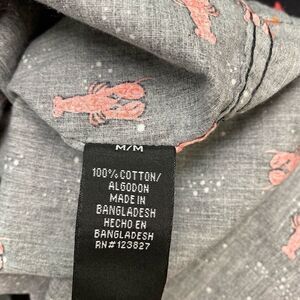 M/M
100% COTTON/
ALGODON
MADE IN
BANGLADESH
HECHO EN
BANGLADESH
RN# 123827